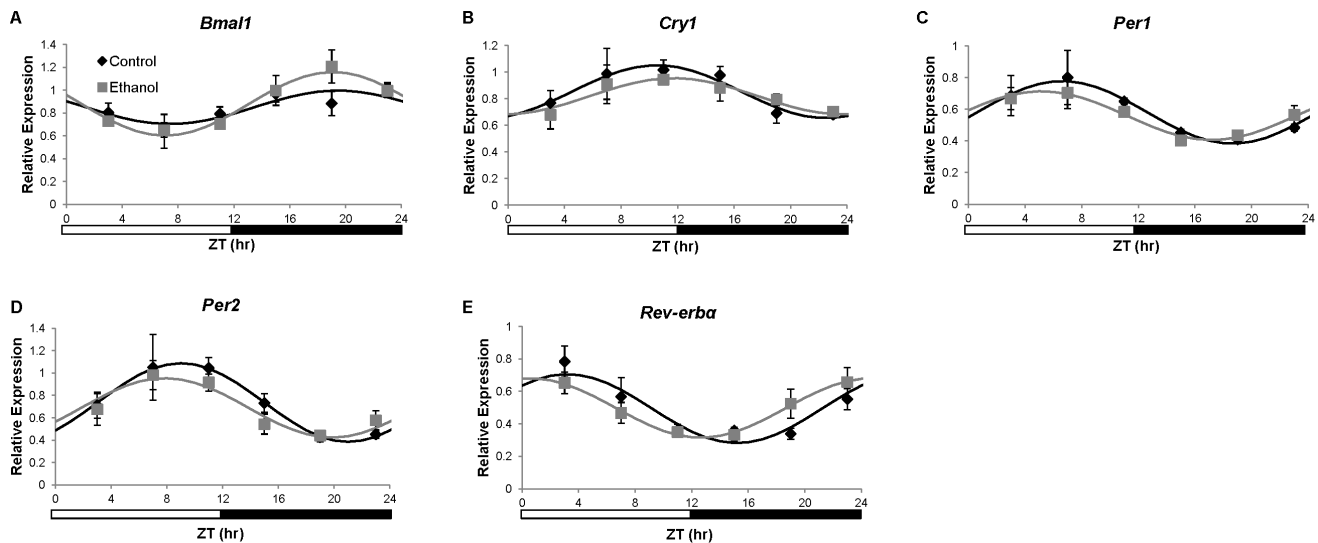 A
Bmal1
Relative Expression
1.4
1.2
1
0.8
0.6
0.4
0.2
0
Control
Ethanol
0 4 8 12 16 20 24
ZT (hr)
B
Cry1
Relative Expression
1.2
1
0.8
0.6
0.4
0.2
0
0 4 8 12 16 20 24
ZT (hr)
C
Per1
Relative Expression
1
0.8
0.6
0.4
0.2
0
0 4 8 12 16 20 24
ZT (hr)
D
Per2
Relative Expression
1.4
1.2
1
0.8
0.6
0.4
0.2
0
0 4 8 12 16 20 24
ZT (hr)
E
Rev-erbα
Relative Expression
1
0.8
0.6
0.4
0.2
0
0 4 8 12 16 20 24
ZT (hr)